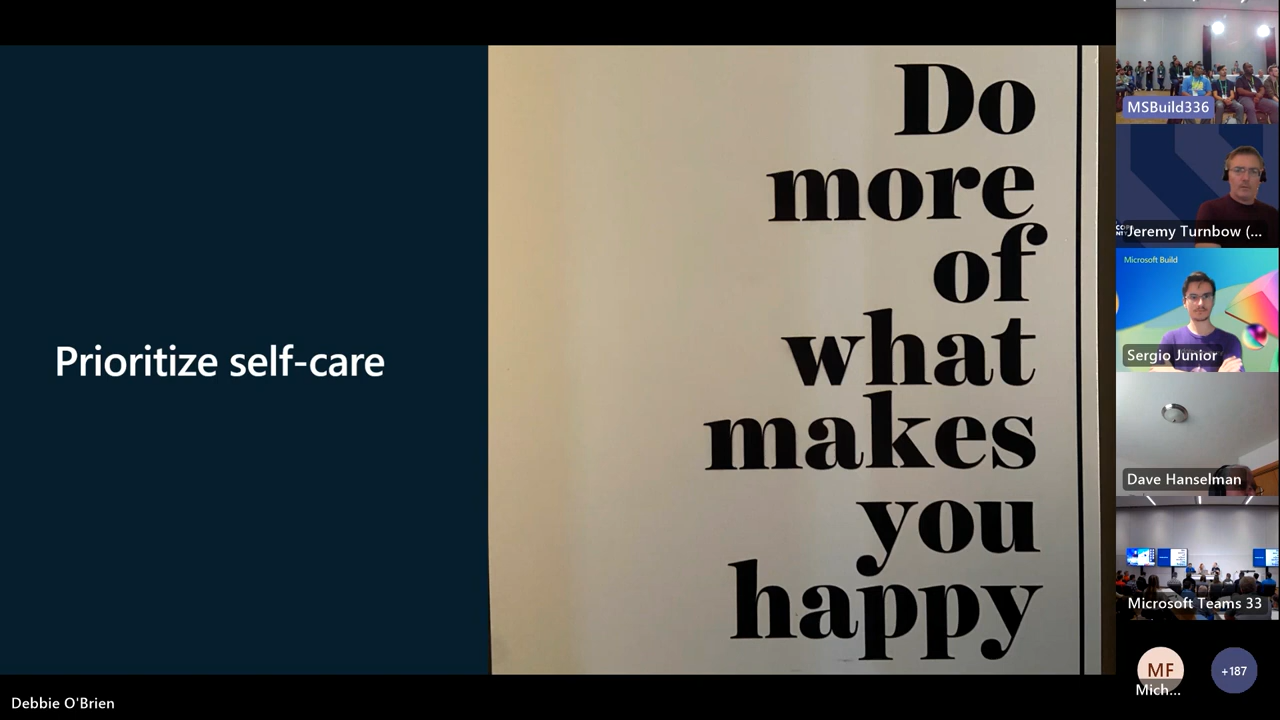 Prioritize self-care
Do
more
of
what
makes
you
happy
MSBuild336
Jeremy Turnbow (...
Microsoft Build
Sergio Junior
Dave Hanselman
Microsoft Teams 33
MF
Mich...
+187
Debbie O'Brien